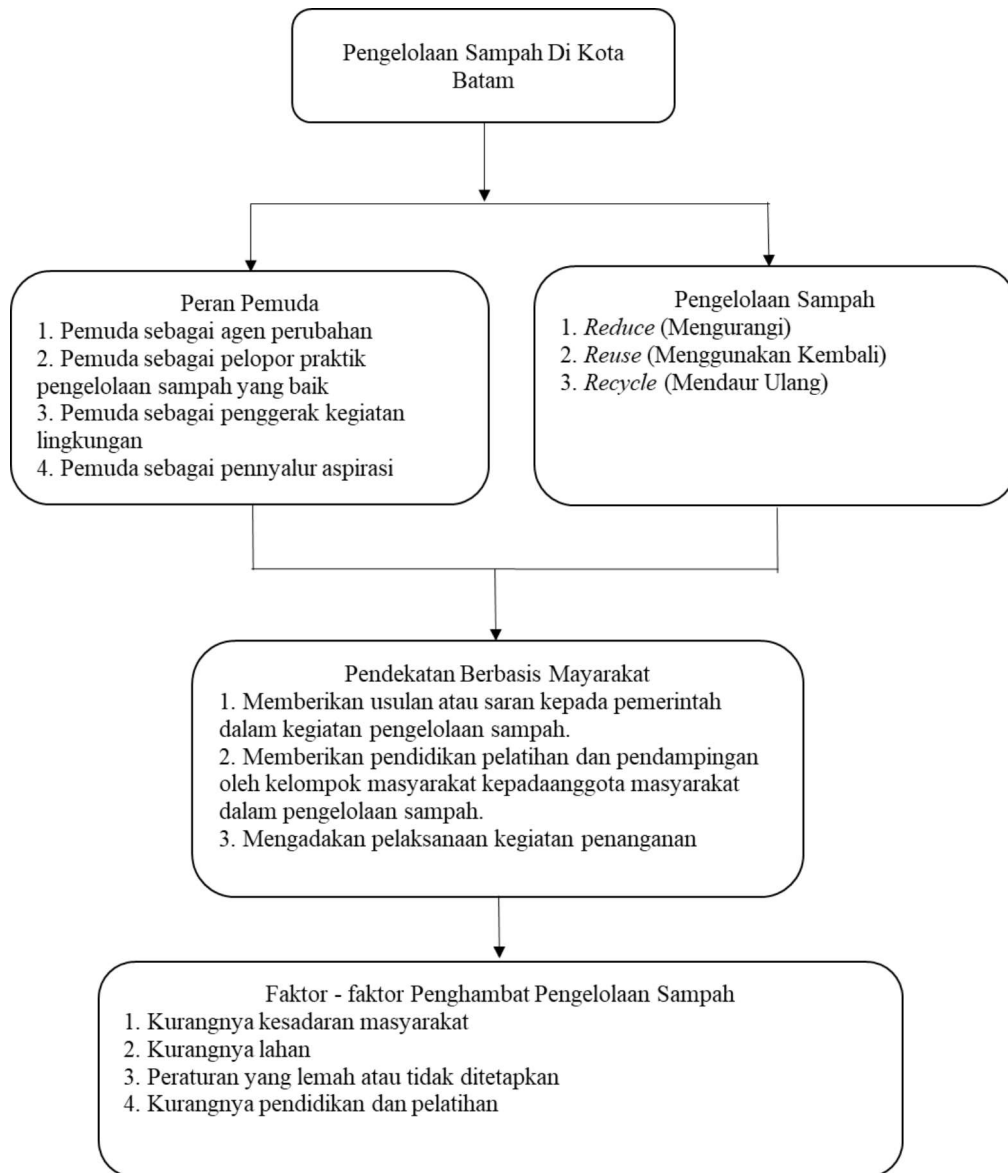 Pengelolaan Sampah Di Kota
Batam
Peran Pemuda
1. Pemuda sebagai agen perubahan
2. Pemuda sebagai pelopor praktik
pengelolaan sampah yang baik
3. Pemuda sebagai penggerak kegiatan
lingkungan
4. Pemuda sebagai pennyalur aspirasi
Pengelolaan Sampah
1. Reduce (Mengurangi)
2. Reuse (Menggunakan Kembali)
3. Recycle (Mendaur Ulang)
Pendekatan Berbasis Mayarakat
1. Memberikan usulan atau saran kepada pemerintah
dalam kegiatan pengelolaan sampah.
2. Memberikan pendidikan pelatihan dan pendampingan
oleh kelompok masyarakat kepadaanggota masyarakat
dalam pengelolaan sampah.
3. Mengadakan pelaksanaan kegiatan penanganan
Faktor - faktor Penghambat Pengelolaan Sampah
1. Kurangnya kesadaran masyarakat
2. Kurangnya lahan
3. Peraturan yang lemah atau tidak ditetapkan
4. Kurangnya pendidikan dan pelatihan